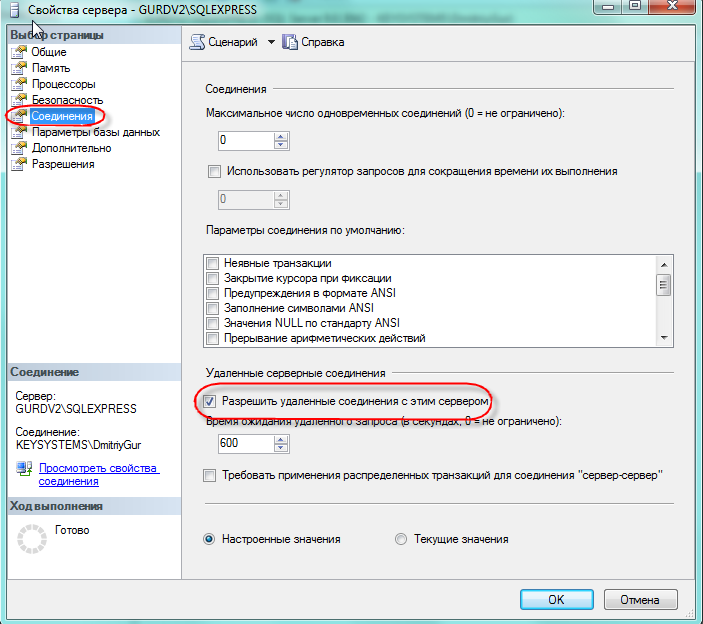 Свойства сервера - GURDV2\SQLEXPRESS
Выбор страницы
Общие
Память
Процессоры
Безопасность
Соединения
Параметры базы данных
Дополнительно
Разрешения
Соединение
Сервер:
GURDV2\SQLEXPRESS
Соединение:
KEYSYSTEMS\DmitriyGur
Просмотреть свойства
соединения
Ход выполнения
Готово
Сценарий
Справка
Соединения
Максимальное число одновременных соединений (0 = не ограничено):
0
Использовать регулятор запросов для сокращения времени их выполнения
0
Параметры соединения по умолчанию:
Неявные транзакции
Закрытие курсора при фиксации
Предупреждения в формате ANSI
Заполнение символами ANSI
Значения NULL по стандарту ANSI
Прерывание арифметических действий
Удаленные серверные соединения
Разрешить удаленные соединения с этим сервером
Время ожидания удаленного запроса (в секундах, 0 = не ограничено):
600
Требовать применения распределенных транзакций для соединения "сервер-сервер"
Настроенные значения
Текущие значения
OK
Отмена